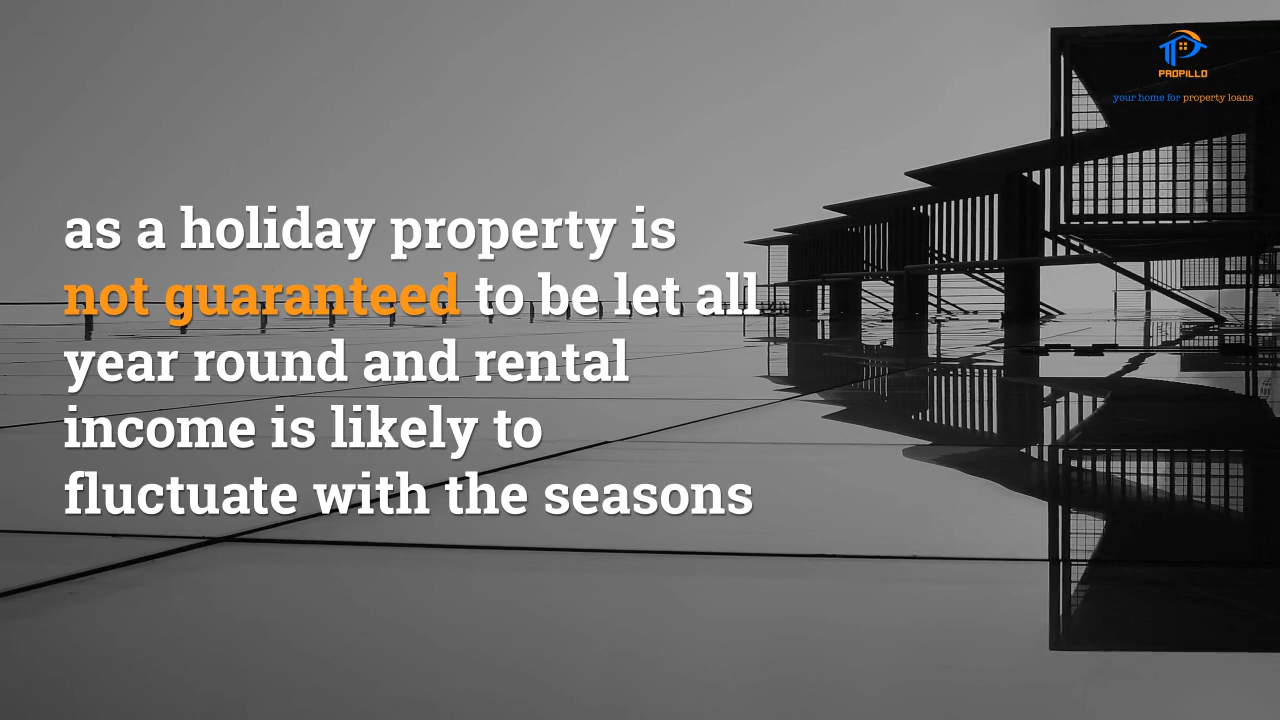 PROPILLO
your home for property loans
as a holiday property is
not guaranteed to be let all
year round and rental
income is likely to
fluctuate with the seasons